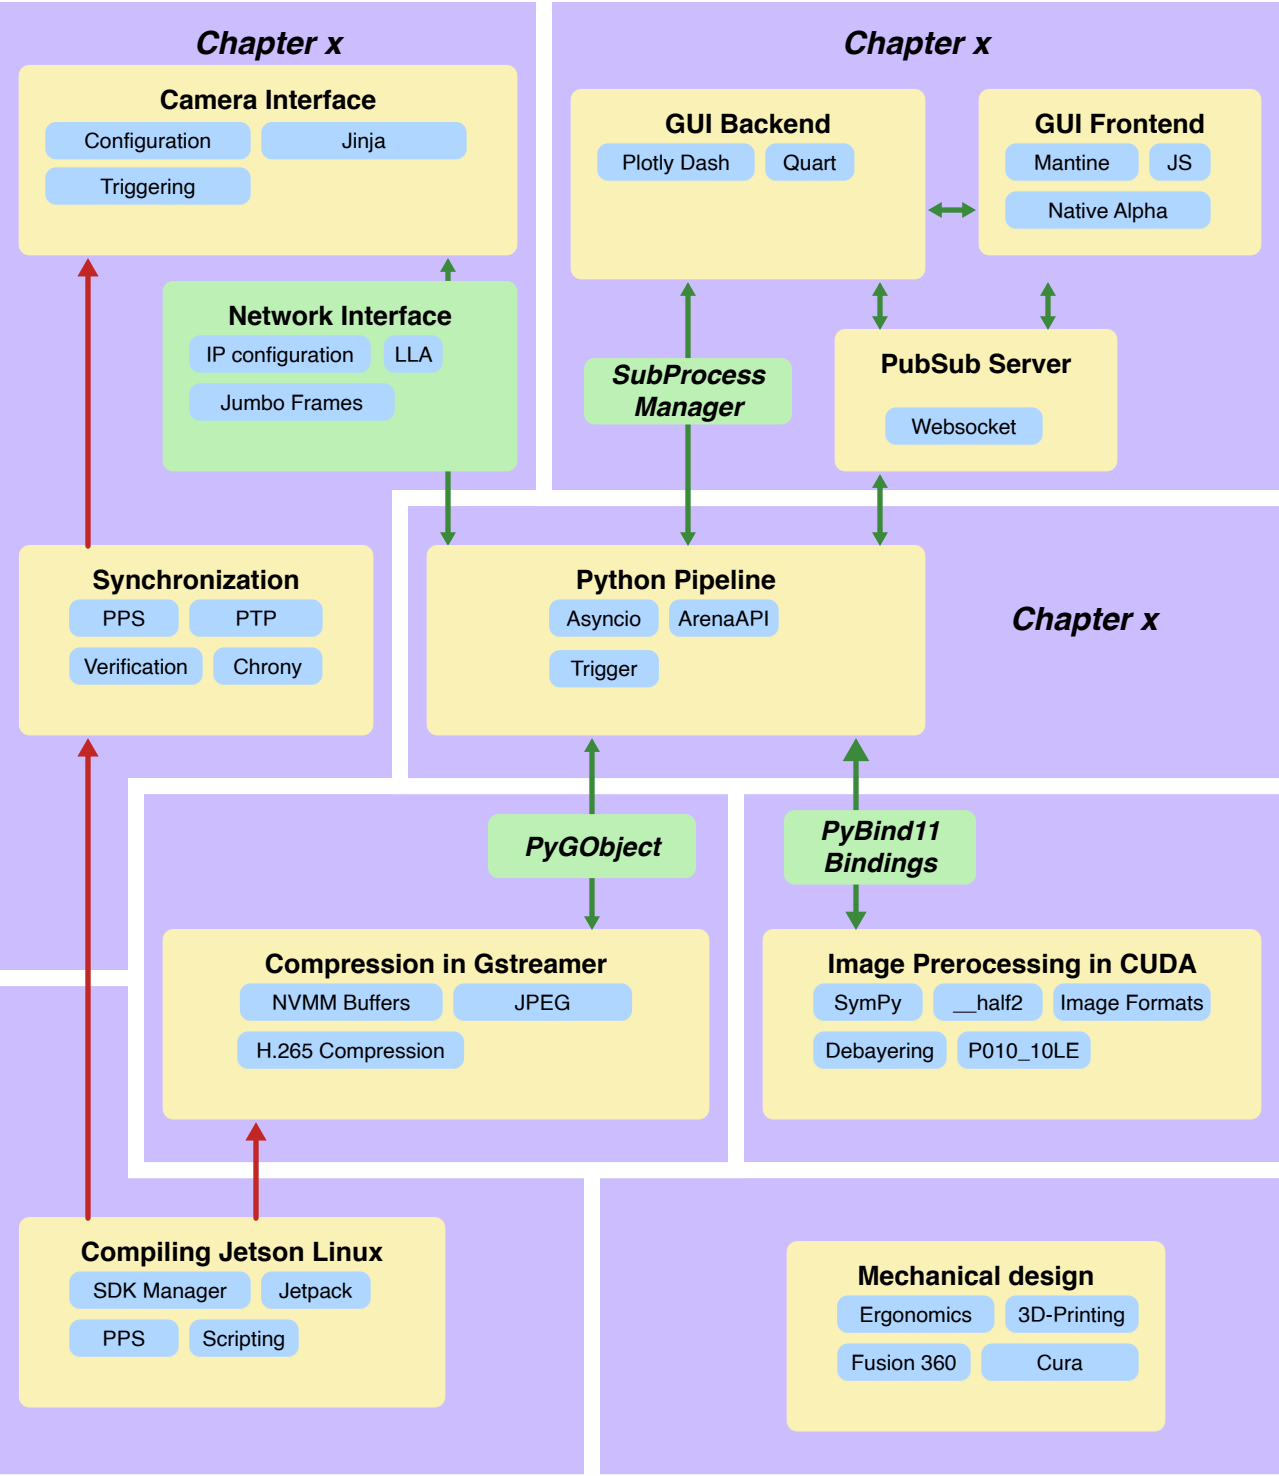 Chapter x
Camera Interface
Configuration
Jinja
Triggering
Network Interface
IP configuration
LLA
Jumbo Frames
Synchronization
PPS
PTP
Verification
Chrony
Chapter x
GUI Backend
Plotly Dash
Quart
GUI Frontend
Mantine
JS
Native Alpha
SubProcess
Manager
PubSub Server
Websocket
Python Pipeline
Asyncio
ArenaAPI
Trigger
Chapter x
PyGObject
Compression in Gstreamer
NVMM Buffers
JPEG
H.265 Compression
PyBind11
Bindings
Image Prerocessing in CUDA
SymPy
__half2
Image Formats
Debayering
P010_10LE
Compiling Jetson Linux
SDK Manager
Jetpack
PPS
Scripting
Mechanical design
Ergonomics
3D-Printing
Fusion 360
Cura